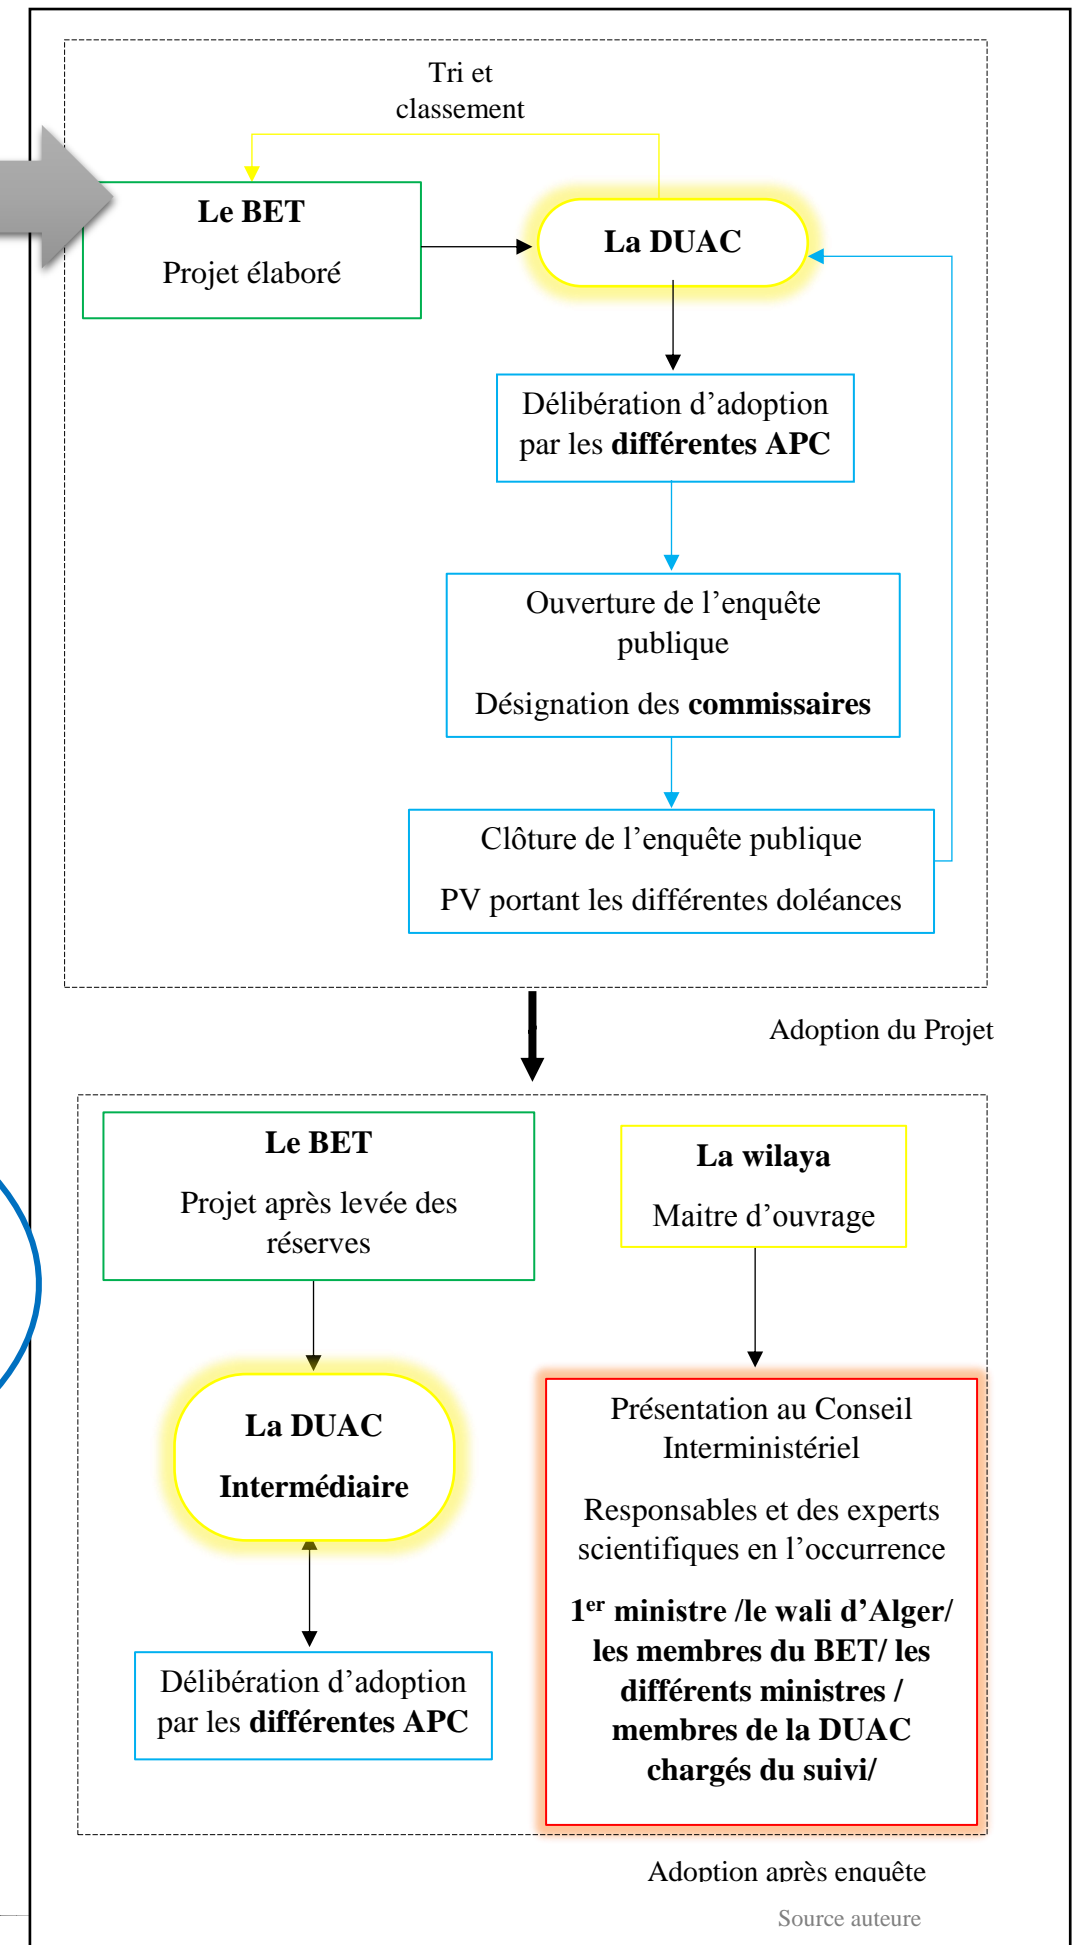 Tri et
classement
Le BET
Projet élaboré
La DUAC
Délibération d’adoption
par les différentes APC
Ouverture de l’enquête
publique
Désignation des commissaires
Clôture de l’enquête publique
PV portant les différentes doléances
Adoption du Projet
Le BET
Projet après levée des
réserves
La DUAC
Intermédiaire
Délibération d’adoption
par les différentes APC
La wilaya
Maitre d’ouvrage
Présentation au Conseil
Interministériel
Responsables et des experts
scientifiques en l’occurrence
1er ministre /le wali d’Alger/
les membres du BET/ les
différents ministres /
membres de la DUAC
chargés du suivi/
Adoption après enquête
Source auteure